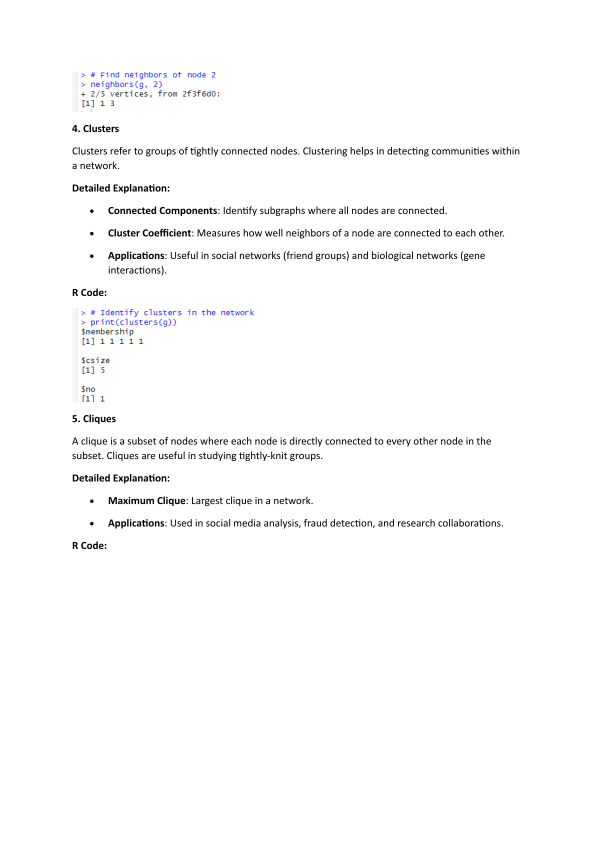 > # Find neighbors of node 2
> neighbors(g, 2)
+ 2/5 vertices, from 2f3f6d0:
[1] 1 3
4. Clusters
Clusters refer to groups of tightly connected nodes. Clustering helps in detecting communities within
a network.
Detailed Explanation:
• Connected Components: Identify subgraphs where all nodes are connected.
• Cluster Coefficient: Measures how well neighbors of a node are connected to each other.
• Applications: Useful in social networks (friend groups) and biological networks (gene
interactions).
R Code:
> # Identify clusters in the network
> print(clusters(g))
$membership
[1] 1 1 1 1 1
$csize
[1] 5
$no
[1] 1
5. Cliques
A clique is a subset of nodes where each node is directly connected to every other node in the
subset. Cliques are useful in studying tightly-knit groups.
Detailed Explanation:
• Maximum Clique: Largest clique in a network.
• Applications: Used in social media analysis, fraud detection, and research collaborations.
R Code: